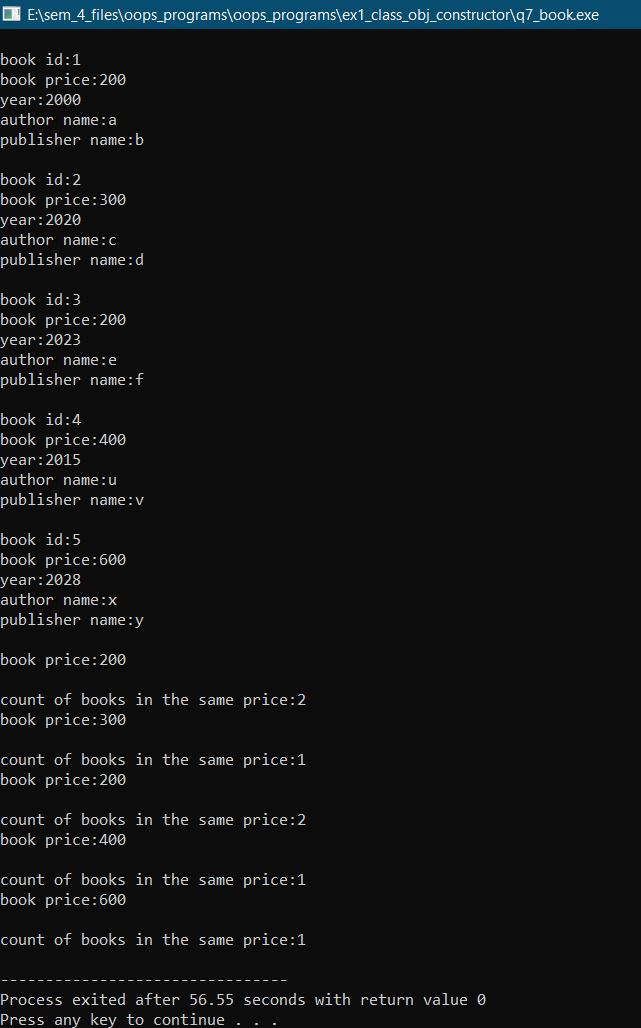 E:\sem_4_files\oops_programs\oops_programs\ex1_class_obj_constructor\q7_book.exe
book id:1
book price:200
year:2000
author name:a
publisher name:b
book id:2
book price:300
year:2020
author name:c
publisher name:d
book id:3
book price:200
year:2023
author name:e
publisher name:f
book id:4
book price:400
year:2015
author name:u
publisher name:v
book id:5
book price:600
year:2028
author name:x
publisher name:y
book price:200
count of books in the same price:2
book price:300
count of books in the same price:1
book price:200
count of books in the same price:2
book price:400
count of books in the same price:1
book price:600
count of books in the same price:1
--------------------------------
Process exited after 56.55 seconds with return value 0
Press any key to continue . . .